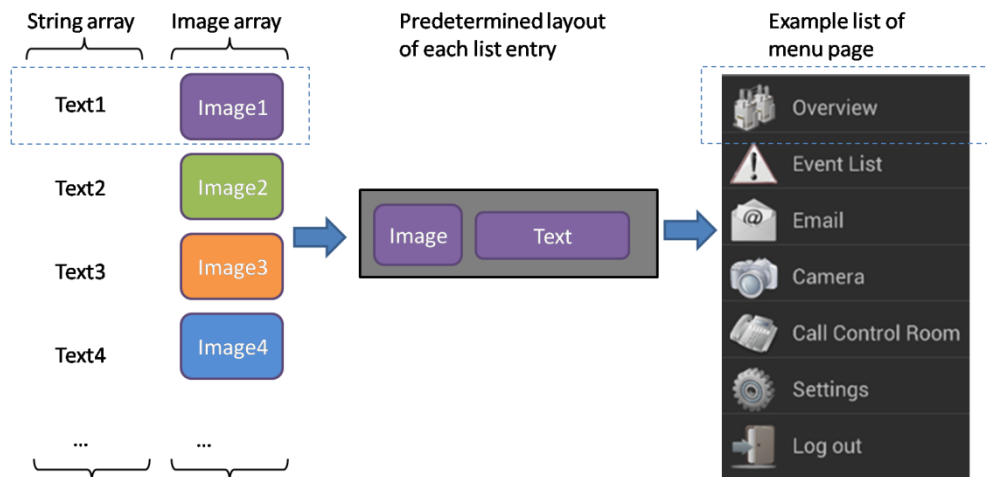 String array
Image array
Predetermined layout
of each list entry
Example list of
menu page
Text1
Image1
Text2
Image2
Text3
Image3
Text4
Image4
...
...
Image
Text
Overview
Event List
@
Email
Camera
Call Control Room
Settings
Log out